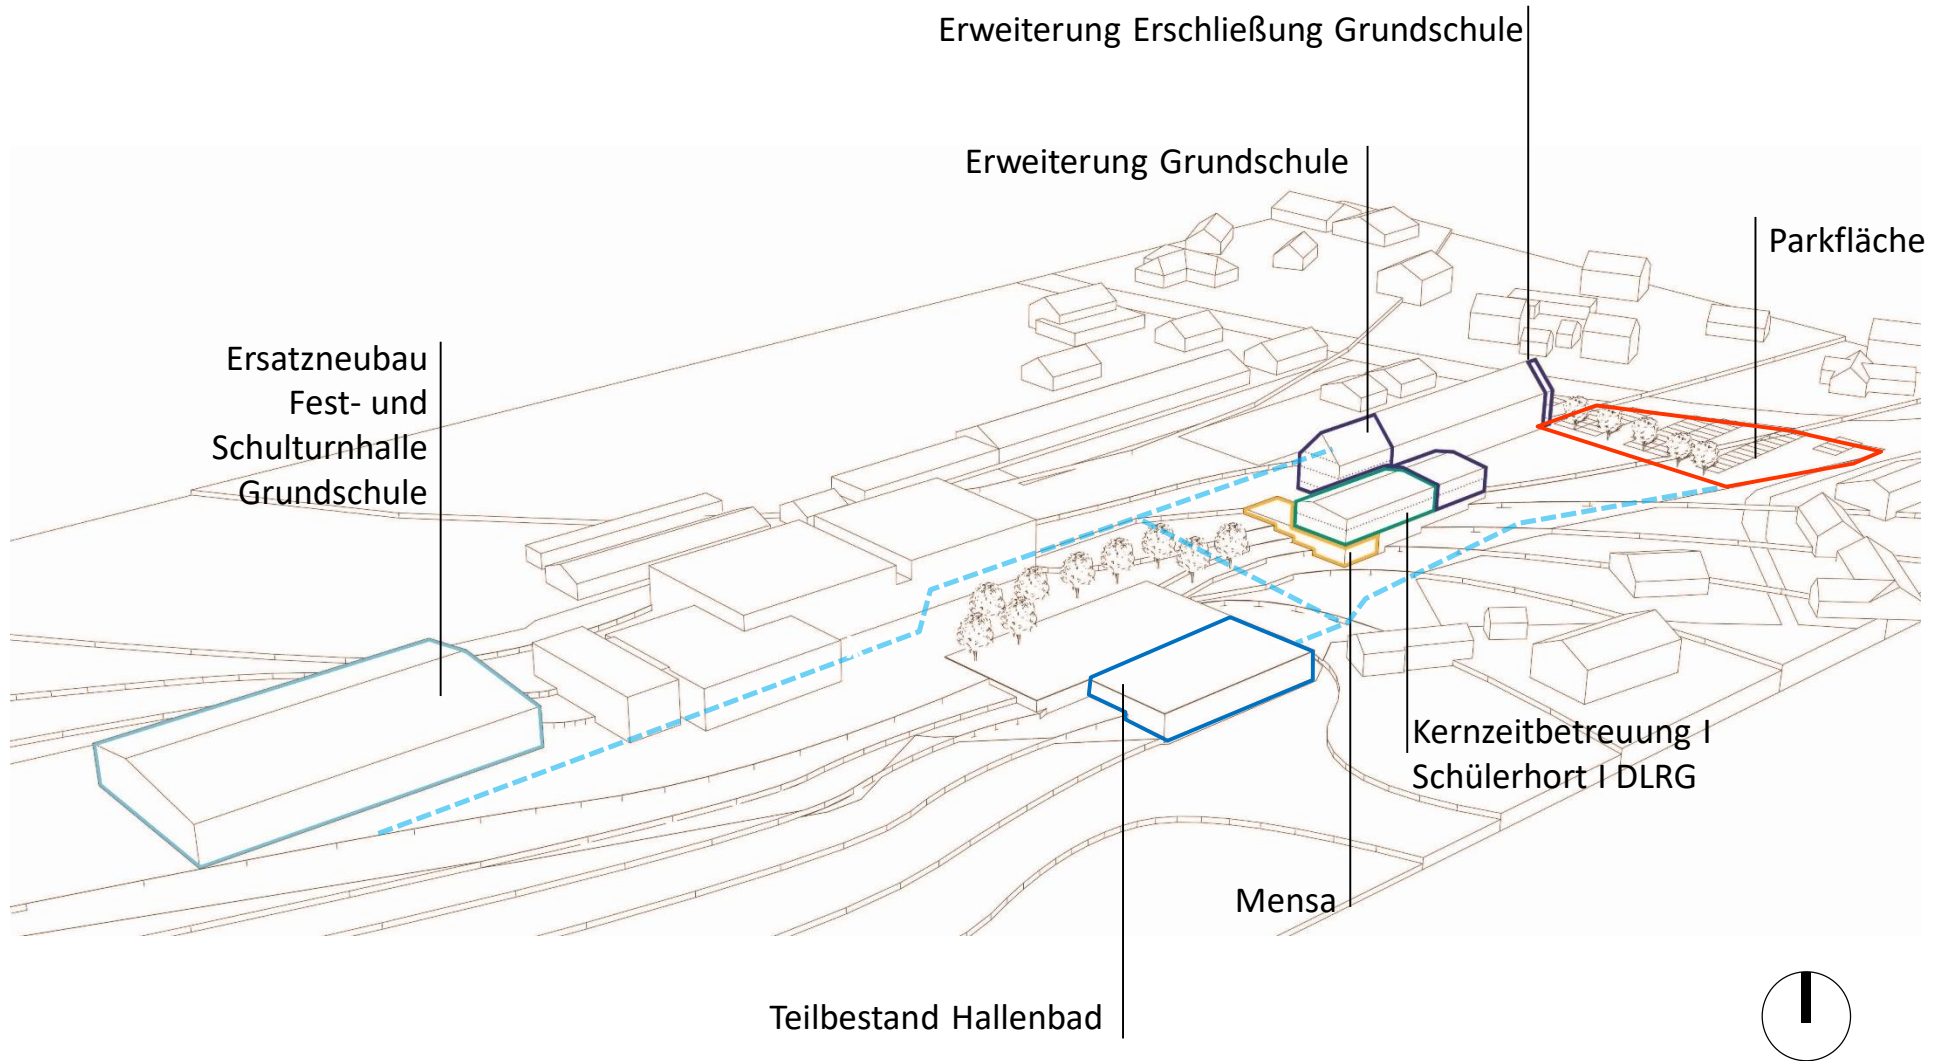 Erweiterung Erschließung Grundschule
Erweiterung Grundschule
Parkfläche
Ersatzneubau
Fest- und
Schulturnhalle
Grundschule
Kernzeitbetreuung I
Schülerhort I DLRG
Mensa
Teilbestand Hallenbad